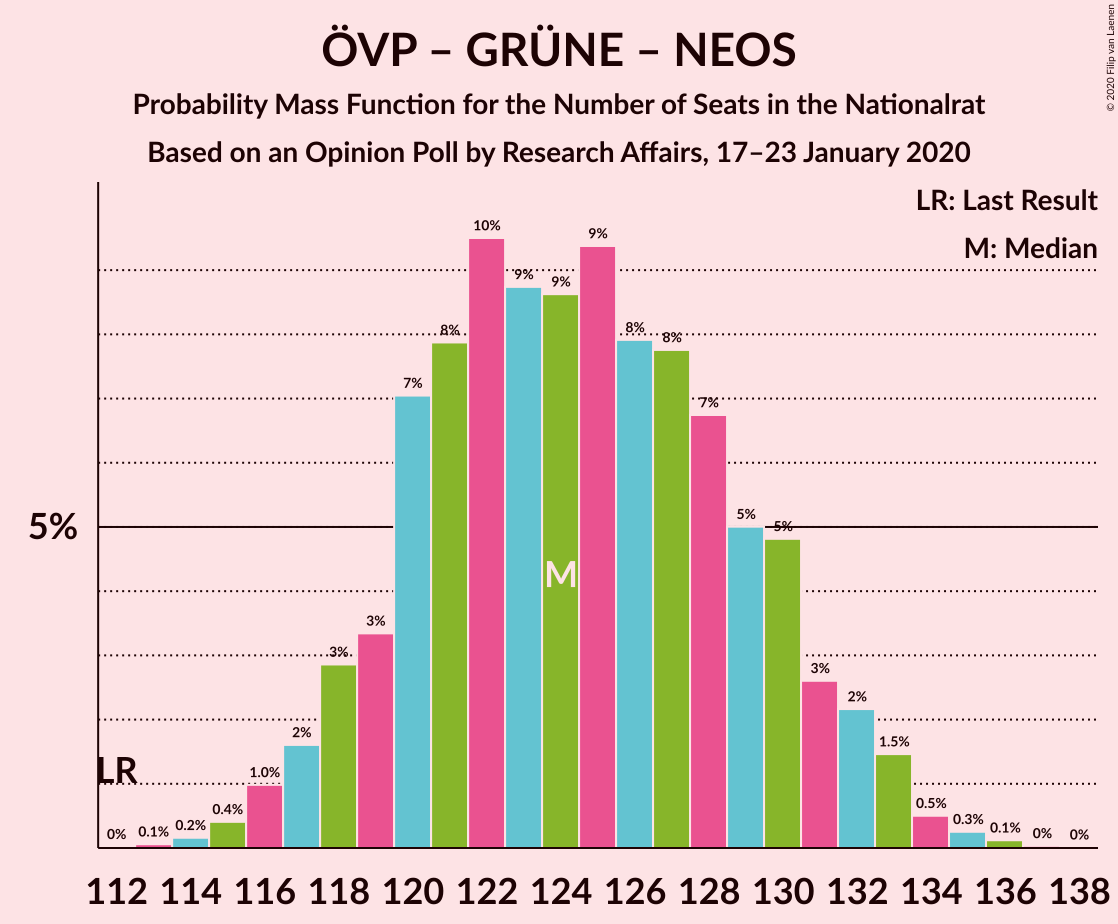 ÖVP – GRÜNE – NEOS
Probability Mass Function for the Number of Seats in the Nationalrat
Based on an Opinion Poll by Research Affairs, 17–23 January 2020
© 2020 Filip van Laenen
LR: Last Result
M: Median
5%
LR
M
0% 0.1% 0.2% 0.4% 1.0% 2% 3% 3% 7% 8% 10% 9% 9% 9% 8% 8% 7% 5% 5% 3% 2% 1.5% 0.5% 0.3% 0.1% 0% 0%
112 114 116 118 120 122 124 126 128 130 132 134 136 138